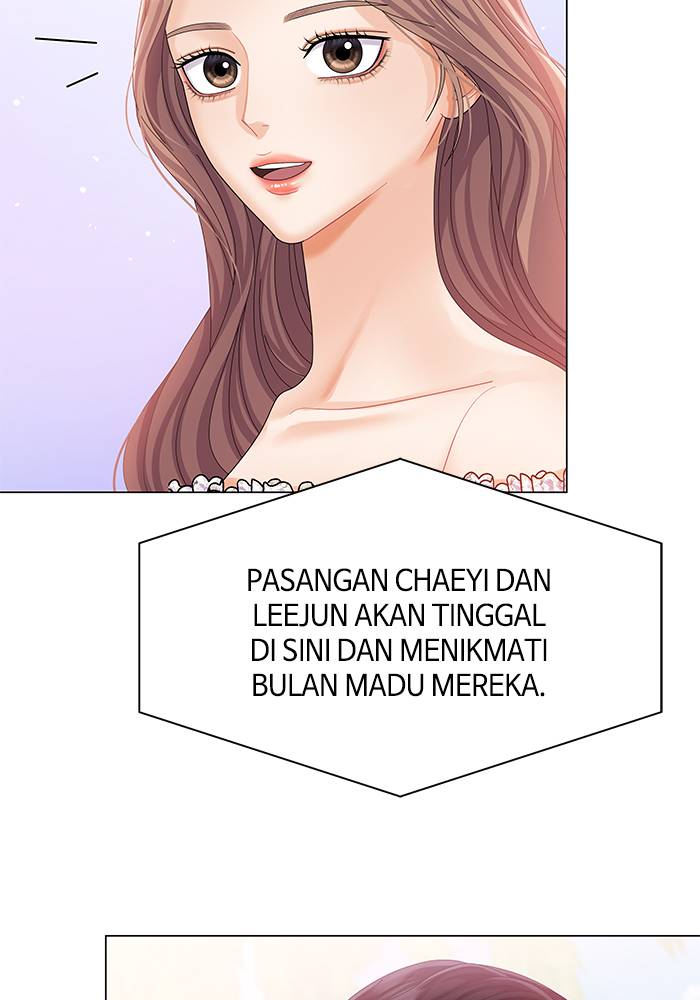 PASANGAN CHAEYI DAN
LEEJUN AKAN TINGGAL
DI SINI DAN MENIKMATI
BULAN MADU MEREKA.